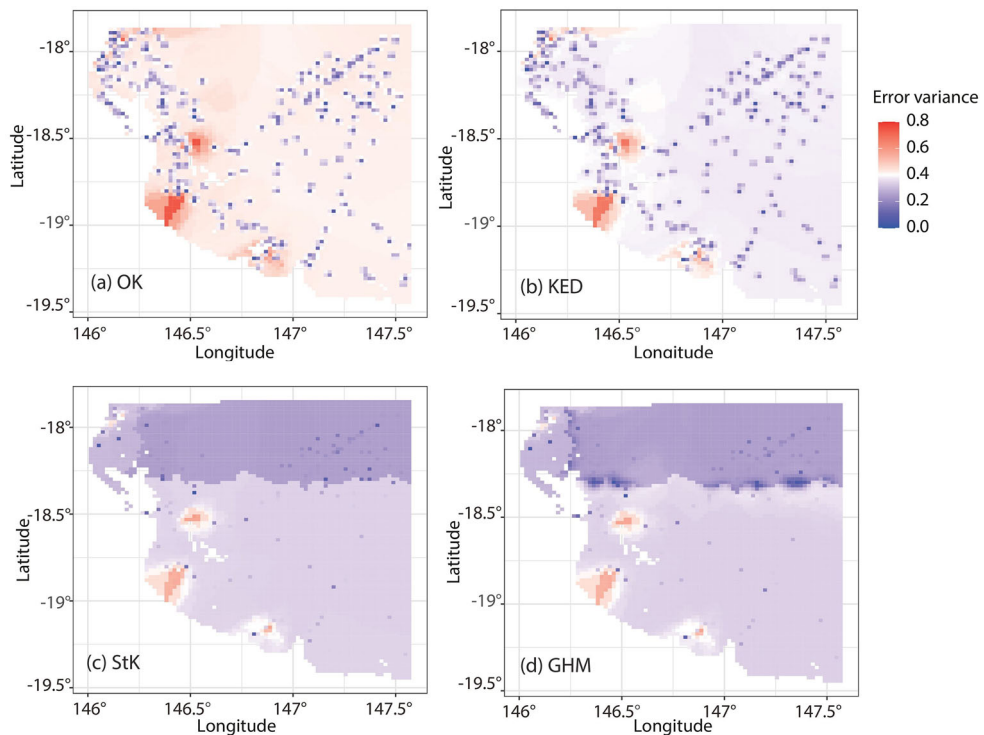 -18°
-18.5°
-19°
-19.5°
Latitude
(a) OK
146°
146.5°
147°
147.5°
Longitude
-18°
-18.5°
-19°
-19.5°
Latitude
(b) KED
146°
146.5°
147°
147.5°
Longitude
Error variance
0.8
0.6
0.4
0.2
0.0
-18°
-18.5°
-19°
-19.5°
Latitude
(c) StK
146°
146.5°
147°
147.5°
Longitude
-18°
-18.5°
-19°
-19.5°
Latitude
(d) GHM
146°
146.5°
147°
147.5°
Longitude